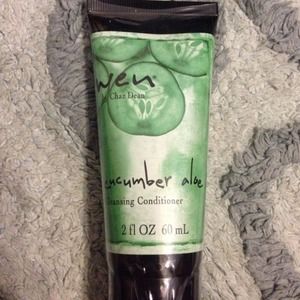 wen
by Chaz Dean
cucumber aloe
Cleansing Conditioner
2 fl OZ 60 mL